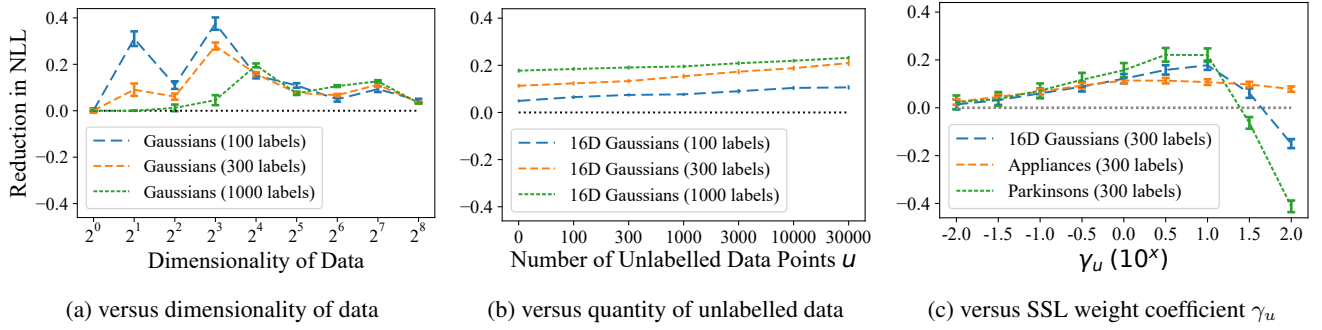 Reduction in NLL
0.4
0.2
0.0
−0.2
−0.4
Gaussians (100 labels)
Gaussians (300 labels)
Gaussians (1000 labels)
2^0 2^1 2^2 2^3 2^4 2^5 2^6 2^7 2^8
Dimensionality of Data
(a) versus dimensionality of data
0.4
0.2
0.0
−0.2
−0.4
16D Gaussians (100 labels)
16D Gaussians (300 labels)
16D Gaussians (1000 labels)
0 100 300 1000 3000 10000 30000
Number of Unlabelled Data Points u
(b) versus quantity of unlabelled data
0.4
0.2
0.0
−0.2
−0.4
16D Gaussians (300 labels)
Appliances (300 labels)
Parkinsons (300 labels)
-2.0 -1.5 -1.0 -0.5 0.0 0.5 1.0 1.5 2.0
γ_u (10^x)
(c) versus SSL weight coefficient γ_u